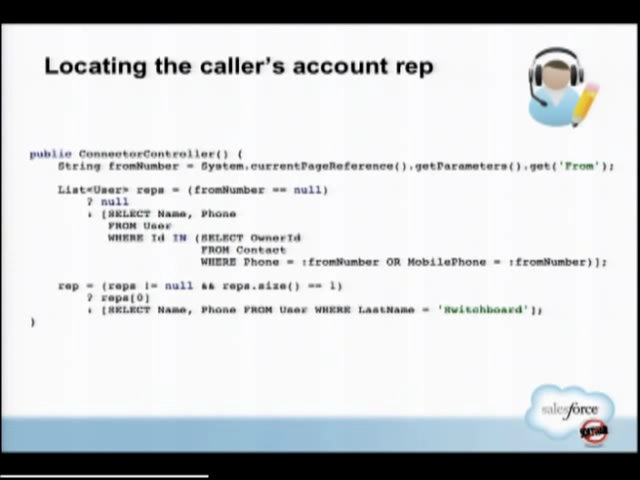 Locating the caller's account rep
public ConnectorController() {
String fromNumber = System.currentPageReference().getParameters().get('From');
List<User> reps = (fromNumber == null)
? null
: [SELECT Name, Phone
FROM User
WHERE Id IN (SELECT OwnerId
FROM Contact
WHERE Phone = :fromNumber OR MobilePhone = :fromNumber)];
rep = (reps != null && reps.size() == 1)
? reps[0]
: [SELECT Name, Phone FROM User WHERE LastName = 'Switchboard'];
}
salesforce